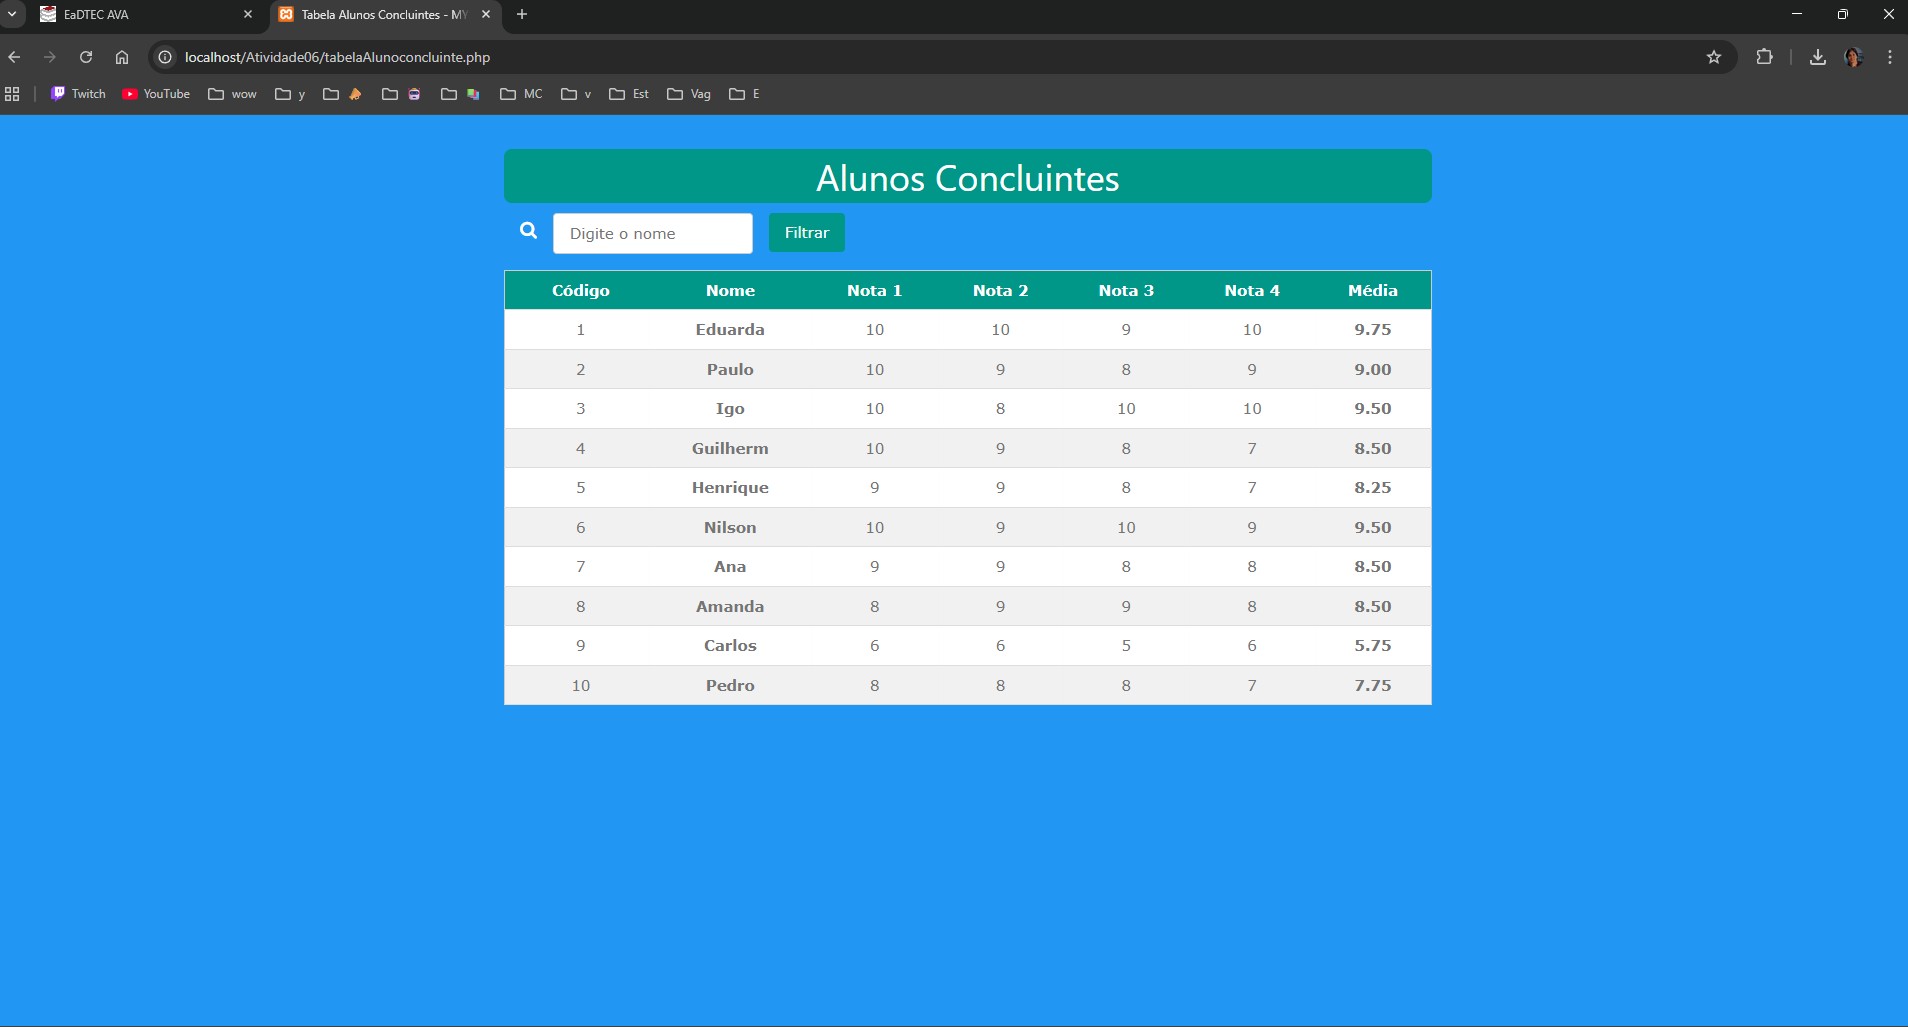 EaDTEC AVA
Tabela Alunos Concluintes - MY
localhost/Atividade06/tabelaAlunoconcluinte.php
Twitch YouTube wow y MC v Est Vag E
Alunos Concluintes
Digite o nome Filtrar
Código Nome Nota 1 Nota 2 Nota 3 Nota 4 Média
1 Eduarda 10 10 9 10 9.75
2 Paulo 10 9 8 9 9.00
3 Igo 10 8 10 10 9.50
4 Guilherm 10 9 8 7 8.50
5 Henrique 9 9 8 7 8.25
6 Nilson 10 9 10 9 9.50
7 Ana 9 9 8 8 8.50
8 Amanda 8 9 9 8 8.50
9 Carlos 6 6 5 6 5.75
10 Pedro 8 8 8 7 7.75